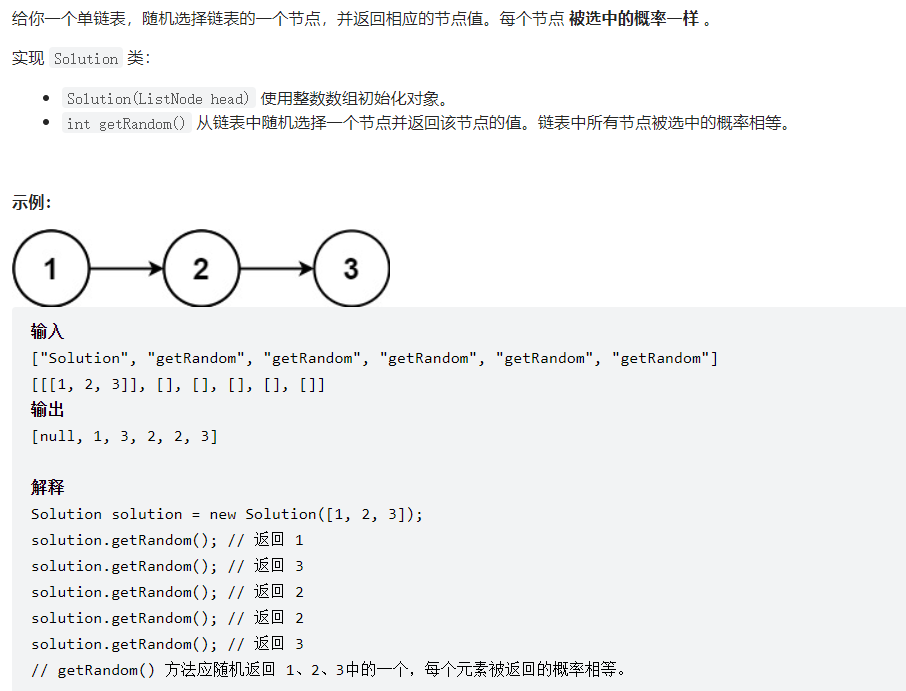 给你一个单链表，随机选择链表的一个节点，并返回相应的节点值。每个节点 被选中的概率一样 。
实现 Solution 类：
• Solution(ListNode head) 使用整数数组初始化对象。
• int getRandom() 从链表中随机选择一个节点并返回该节点的值。链表中所有节点被选中的概率相等。
示例：
1 2 3
输入
["Solution", "getRandom", "getRandom", "getRandom", "getRandom", "getRandom"]
[[[1, 2, 3]], [], [], [], [], []]
输出
[null, 1, 3, 2, 2, 3]
解释
Solution solution = new Solution([1, 2, 3]);
solution.getRandom(); // 返回 1
solution.getRandom(); // 返回 3
solution.getRandom(); // 返回 2
solution.getRandom(); // 返回 2
solution.getRandom(); // 返回 3
// getRandom() 方法应随机返回 1、2、3中的一个，每个元素被返回的概率相等。